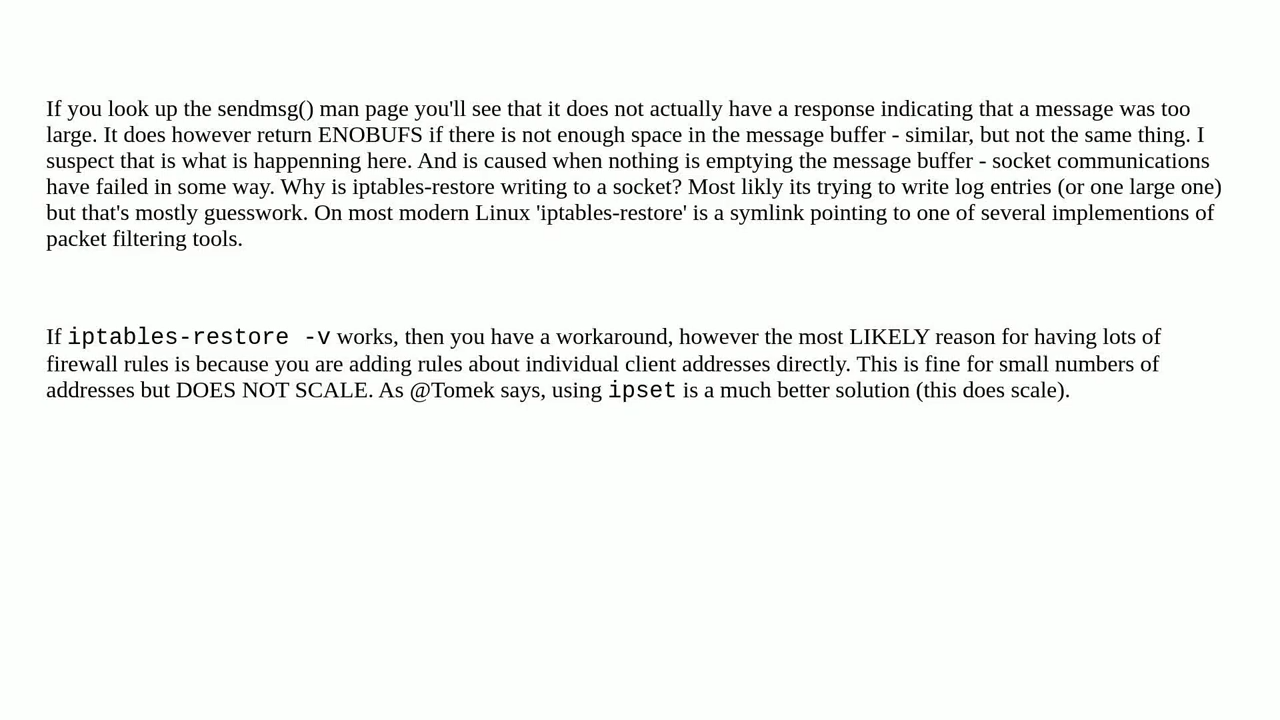 If you look up the sendmsg() man page you'll see that it does not actually have a response indicating that a message was too
large. It does however return ENOBUFS if there is not enough space in the message buffer - similar, but not the same thing. I
suspect that is what is happenning here. And is caused when nothing is emptying the message buffer - socket communications
have failed in some way. Why is iptables-restore writing to a socket? Most likly its trying to write log entries (or one large one)
but that's mostly guesswork. On most modern Linux 'iptables-restore' is a symlink pointing to one of several implementions of
packet filtering tools.
If iptables-restore -v works, then you have a workaround, however the most LIKELY reason for having lots of
firewall rules is because you are adding rules about individual client addresses directly. This is fine for small numbers of
addresses but DOES NOT SCALE. As @Tomek says, using ipset is a much better solution (this does scale).